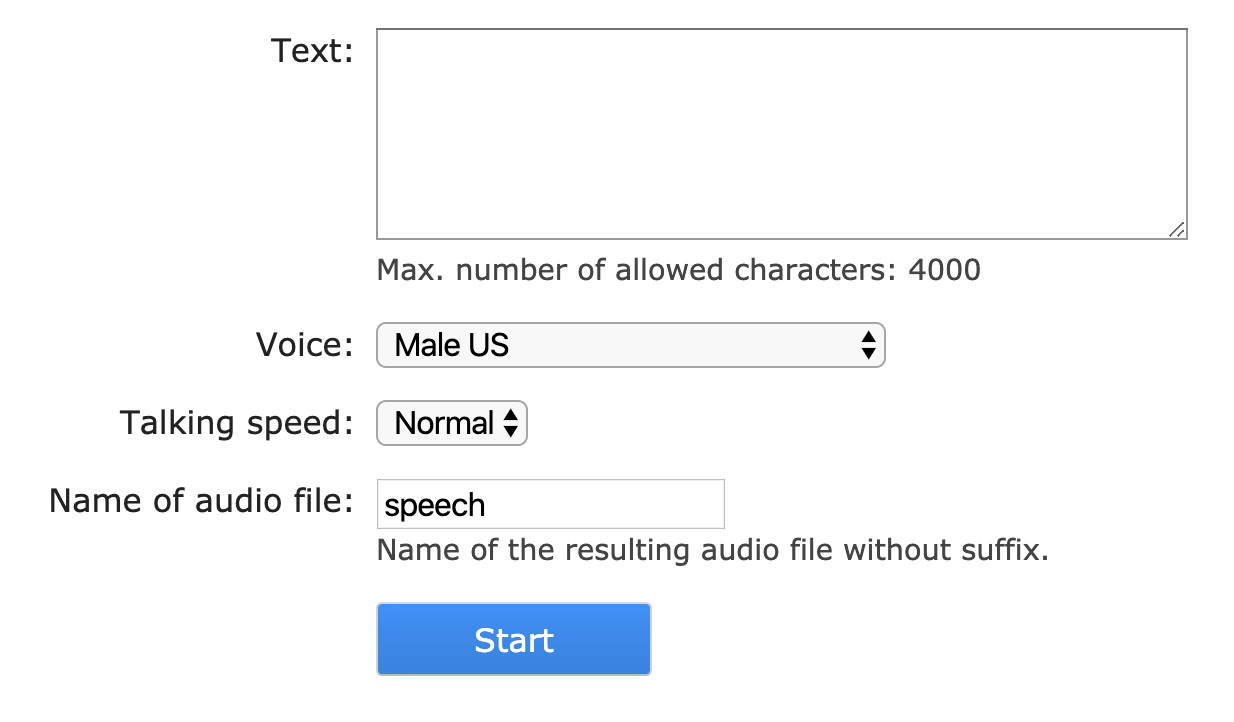 Text:
Max. number of allowed characters: 4000
Voice: Male US
Talking speed: Normal
Name of audio file: speech
Name of the resulting audio file without suffix.
Start